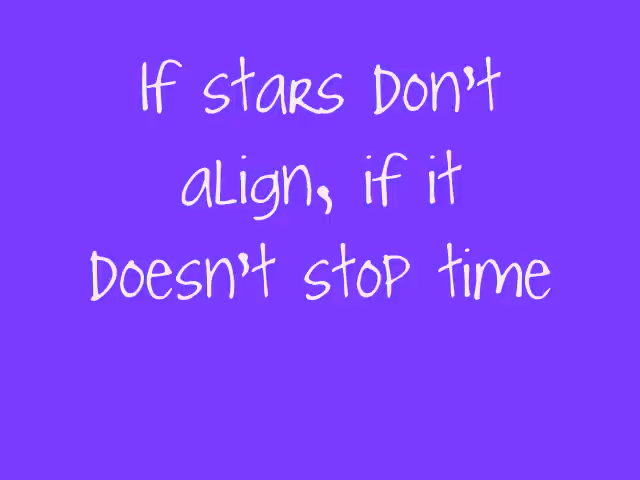 If stars don't
align, if it
doesn't stop time